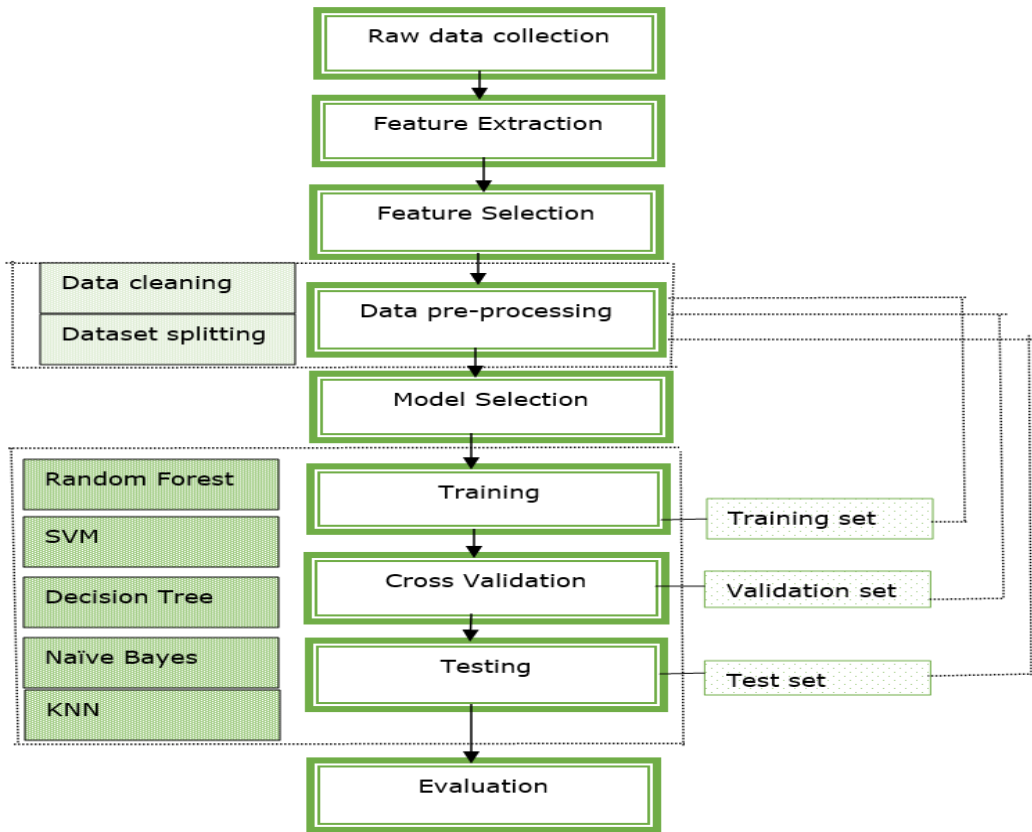 Raw data collection
Feature Extraction
Feature Selection
Data cleaning
Dataset splitting
Data pre-processing
Model Selection
Random Forest
SVM
Decision Tree
Naïve Bayes
KNN
Training
Cross Validation
Testing
Training set
Validation set
Test set
Evaluation